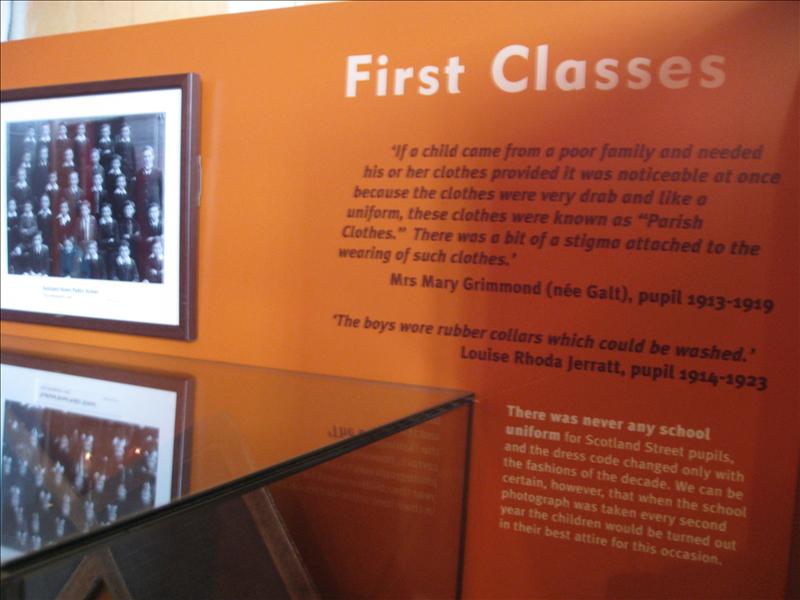 First Classes
'If a child came from a poor family and needed
his or her clothes provided it was noticeable at once
because the clothes were very drab and like a
uniform, these clothes were known as "Parish
Clothes." There was a bit of a stigma attached to the
wearing of such clothes.'
Mrs Mary Grimmond (née Galt), pupil 1913-1919
'The boys wore rubber collars which could be washed.'
Louise Rhoda Jerratt, pupil 1914-1923
There was never any school
uniform for Scotland Street pupils,
and the dress code changed only with
the fashions of the decade. We can be
certain, however, that when the school
photograph was taken every second
year the children would be turned out
in their best attire for this occasion.